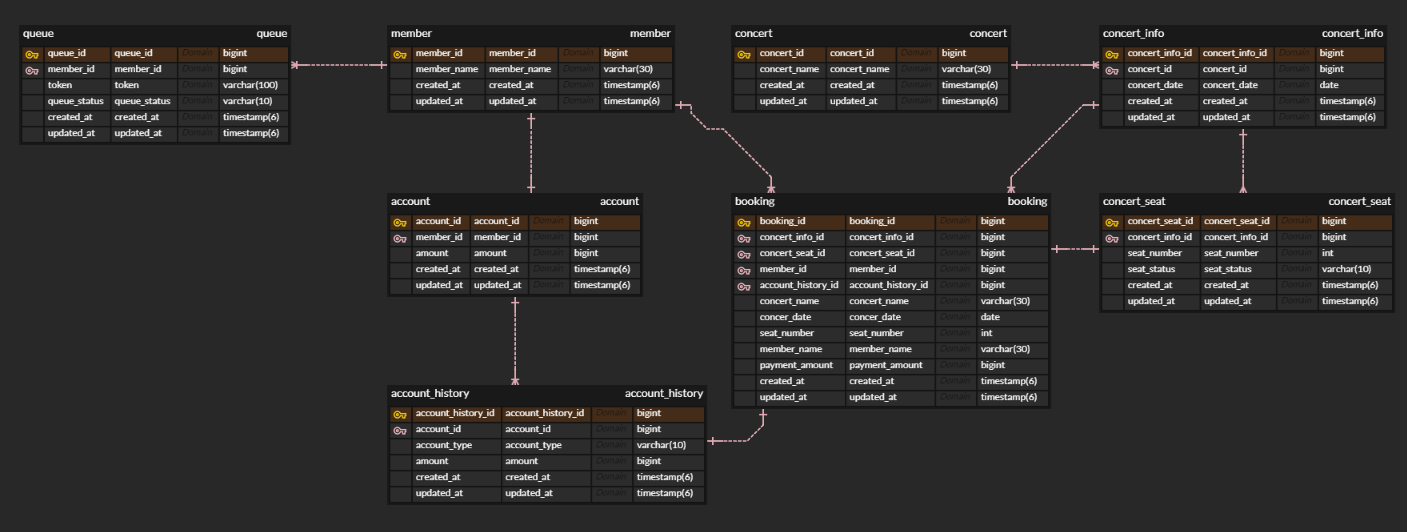 queue queue
queue_id queue_id Domain bigint
member_id member_id Domain bigint
token token Domain varchar(100)
queue_status queue_status Domain varchar(10)
created_at created_at Domain timestamp(6)
updated_at updated_at Domain timestamp(6)
member member
member_id member_id Domain bigint
member_name member_name Domain varchar(30)
created_at created_at Domain timestamp(6)
updated_at updated_at Domain timestamp(6)
concert concert
concert_id concert_id Domain bigint
concert_name concert_name Domain varchar(30)
created_at created_at Domain timestamp(6)
updated_at updated_at Domain timestamp(6)
concert_info concert_info
concert_info_id concert_info_id Domain bigint
concert_id concert_id Domain bigint
concert_date concert_date Domain date
created_at created_at Domain timestamp(6)
updated_at updated_at Domain timestamp(6)
account account
account_id account_id Domain bigint
member_id member_id Domain bigint
amount amount Domain bigint
created_at created_at Domain timestamp(6)
updated_at updated_at Domain timestamp(6)
booking booking
booking_id booking_id Domain bigint
concert_info_id concert_info_id Domain bigint
concert_seat_id concert_seat_id Domain bigint
member_id member_id Domain bigint
account_history_id account_history_id Domain bigint
concert_name concert_name Domain varchar(30)
concer_date concer_date Domain date
seat_number seat_number Domain int
member_name member_name Domain varchar(30)
payment_amount payment_amount Domain bigint
created_at created_at Domain timestamp(6)
updated_at updated_at Domain timestamp(6)
concert_seat concert_seat
concert_seat_id concert_seat_id Domain bigint
concert_info_id concert_info_id Domain bigint
seat_number seat_number Domain int
seat_status seat_status Domain varchar(10)
created_at created_at Domain timestamp(6)
updated_at updated_at Domain timestamp(6)
account_history account_history
account_history_id account_history_id Domain bigint
account_id account_id Domain bigint
account_type account_type Domain varchar(10)
amount amount Domain bigint
created_at created_at Domain timestamp(6)
updated_at updated_at Domain timestamp(6)